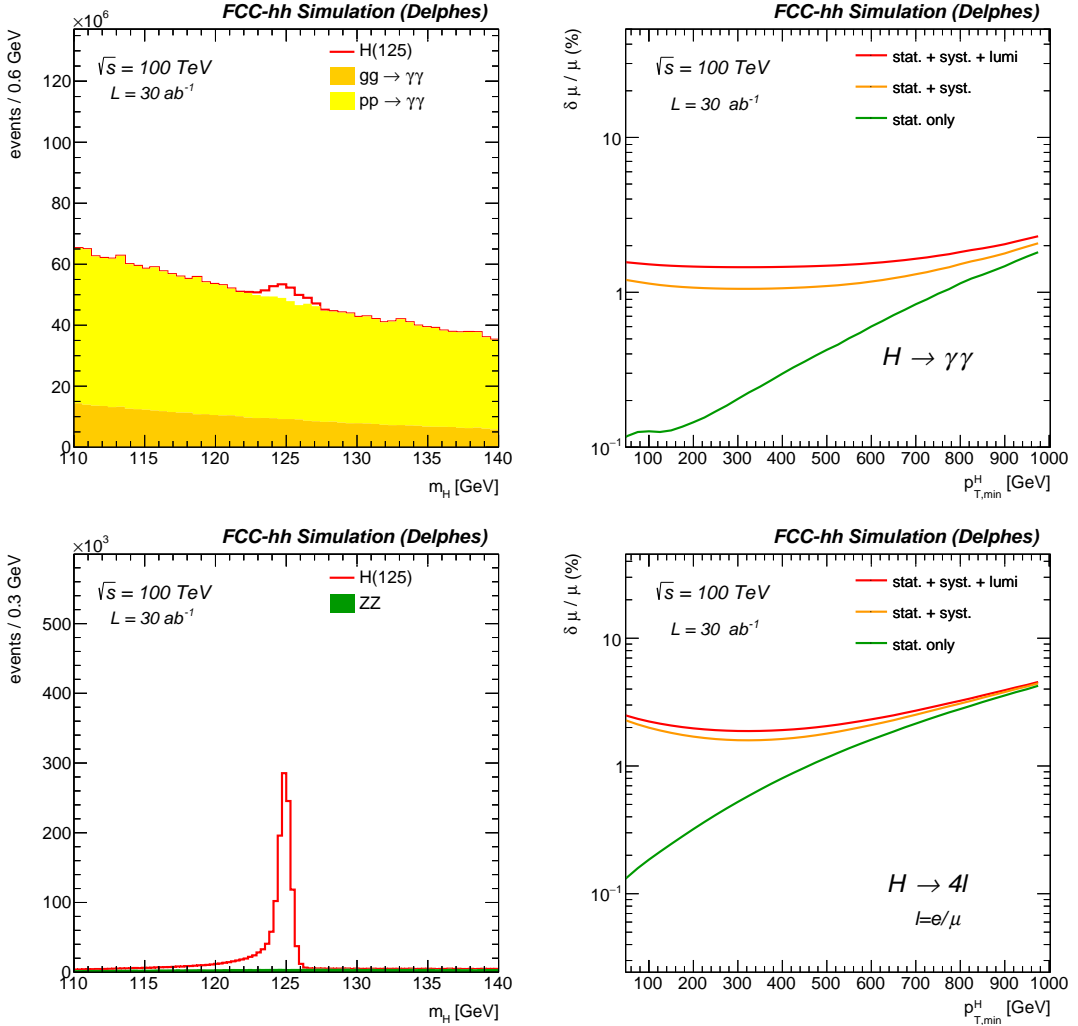 FCC-hh Simulation (Delphes)
×10⁶
events / 0.6 GeV
√s = 100 TeV
L = 30 ab⁻¹
H(125)
gg → γγ
pp → γγ
0 20 40 60 80 100 120
110 115 120 125 130 135 140
m_H [GeV]
FCC-hh Simulation (Delphes)
δ μ / μ (%)
√s = 100 TeV
L = 30 ab⁻¹
stat. + syst. + lumi
stat. + syst.
stat. only
H → γγ
10⁻¹ 1 10
100 200 300 400 500 600 700 800 900 1000
p^H_T,min [GeV]
FCC-hh Simulation (Delphes)
×10³
events / 0.3 GeV
√s = 100 TeV
L = 30 ab⁻¹
H(125)
ZZ
0 100 200 300 400 500
110 115 120 125 130 135 140
m_H [GeV]
FCC-hh Simulation (Delphes)
δ μ / μ (%)
√s = 100 TeV
L = 30 ab⁻¹
stat. + syst. + lumi
stat. + syst.
stat. only
H → 4l
l=e/μ
10⁻¹ 1 10
100 200 300 400 500 600 700 800 900 1000
p^H_T,min [GeV]